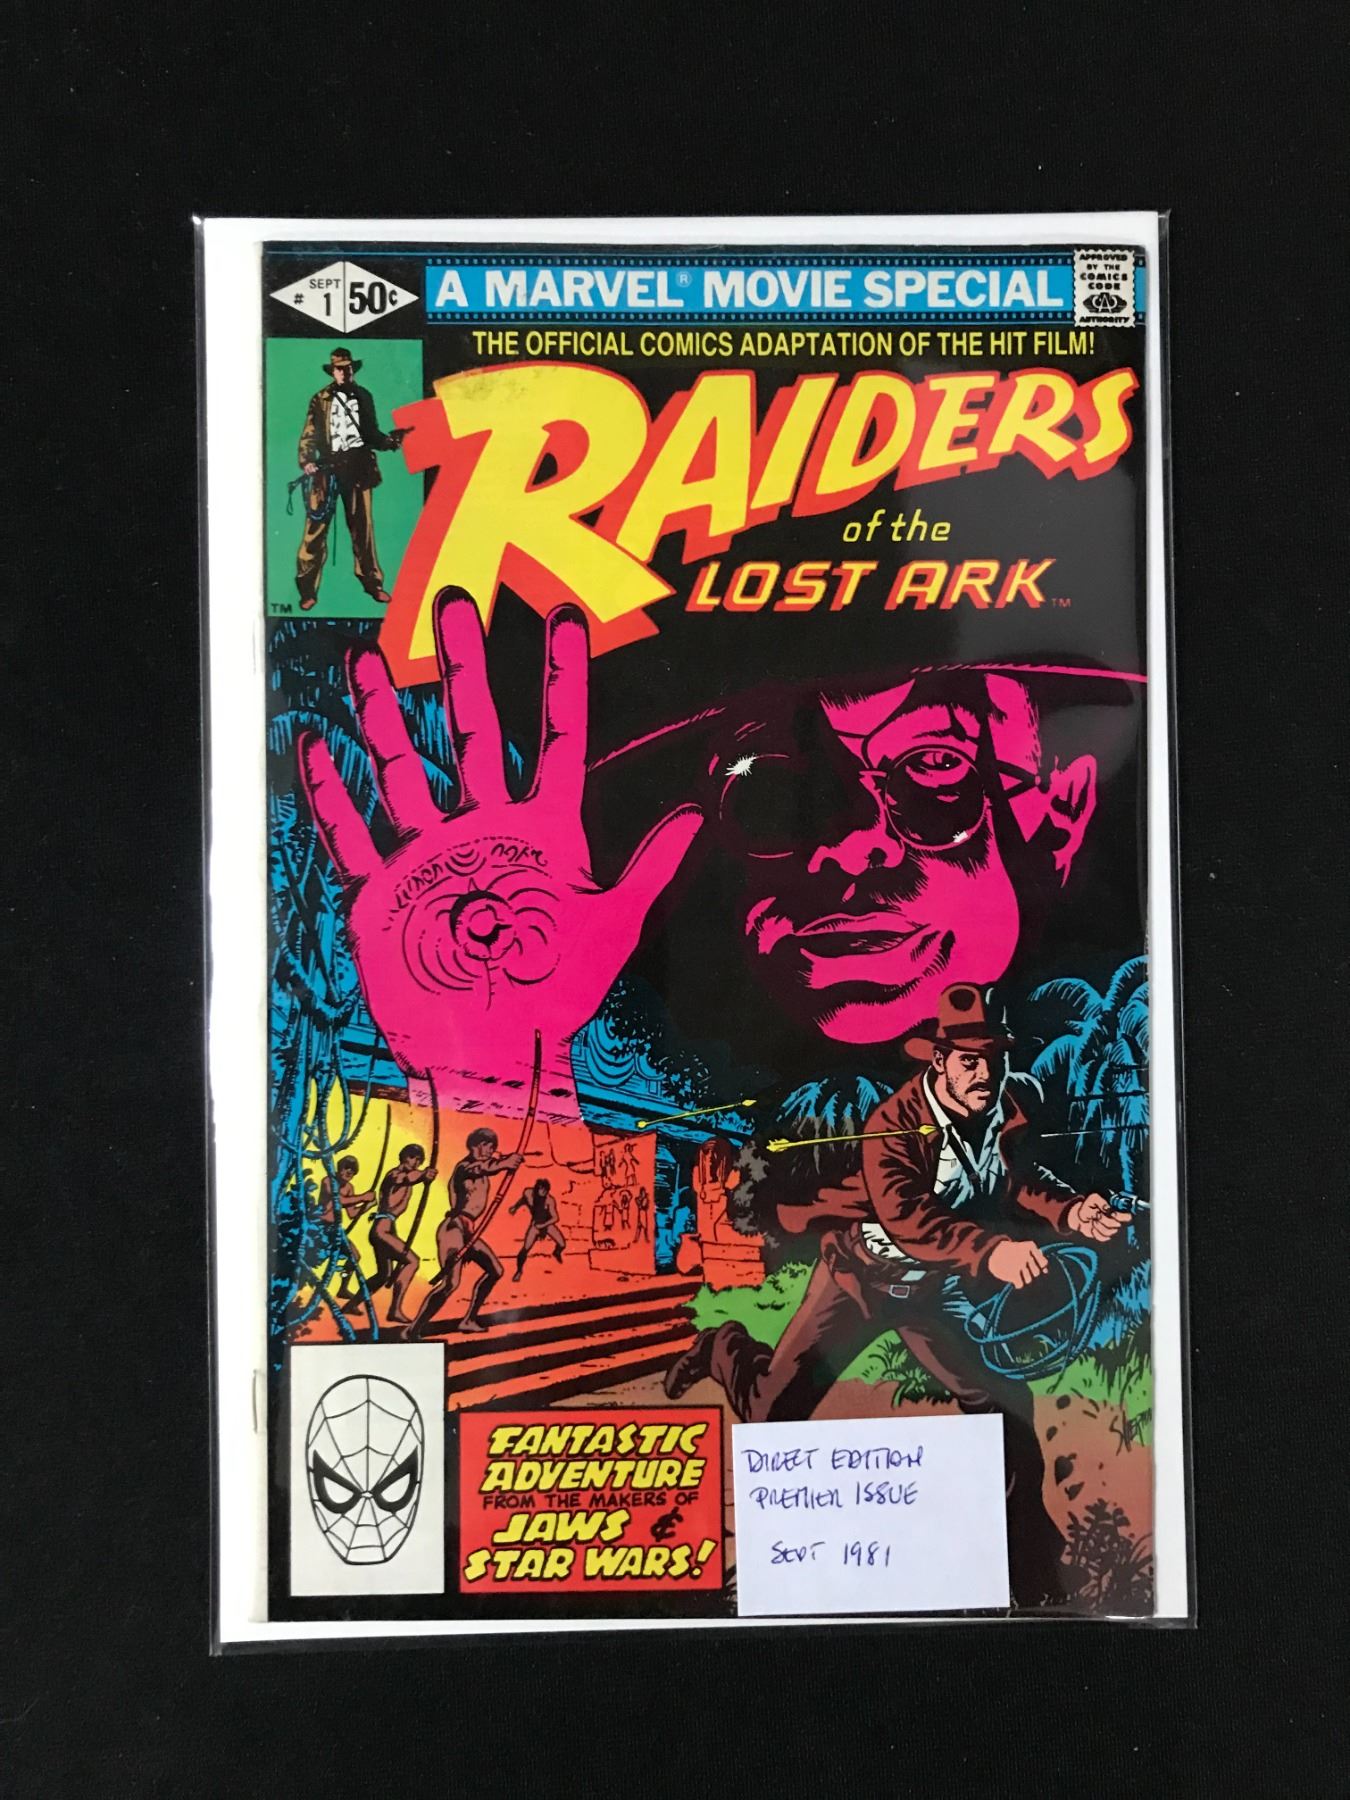 SEPT
# 1 50¢
A MARVEL® MOVIE SPECIAL
APPROVED
BY THE
COMICS
CODE
CA
AUTHORITY
THE OFFICIAL COMICS ADAPTATION OF THE HIT FILM!
RAIDERS
of the
LOST ARK™
TM
FANTASTIC
ADVENTURE
FROM THE MAKERS OF
JAWS &
STAR WARS!
DIRECT EDITION
PREMIER ISSUE
SEPT 1981